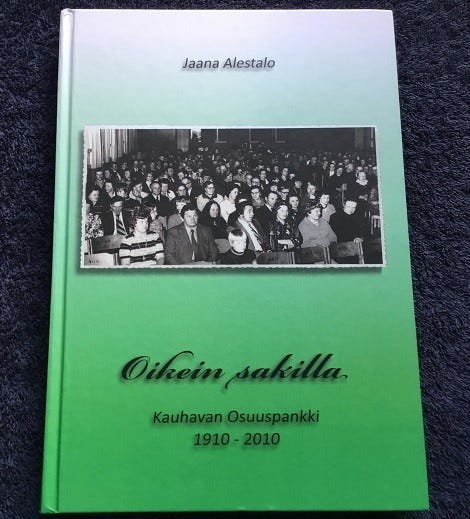 Jaana Alestalo
Oikein sakilla
Kauhavan Osuuspankki
1910 - 2010